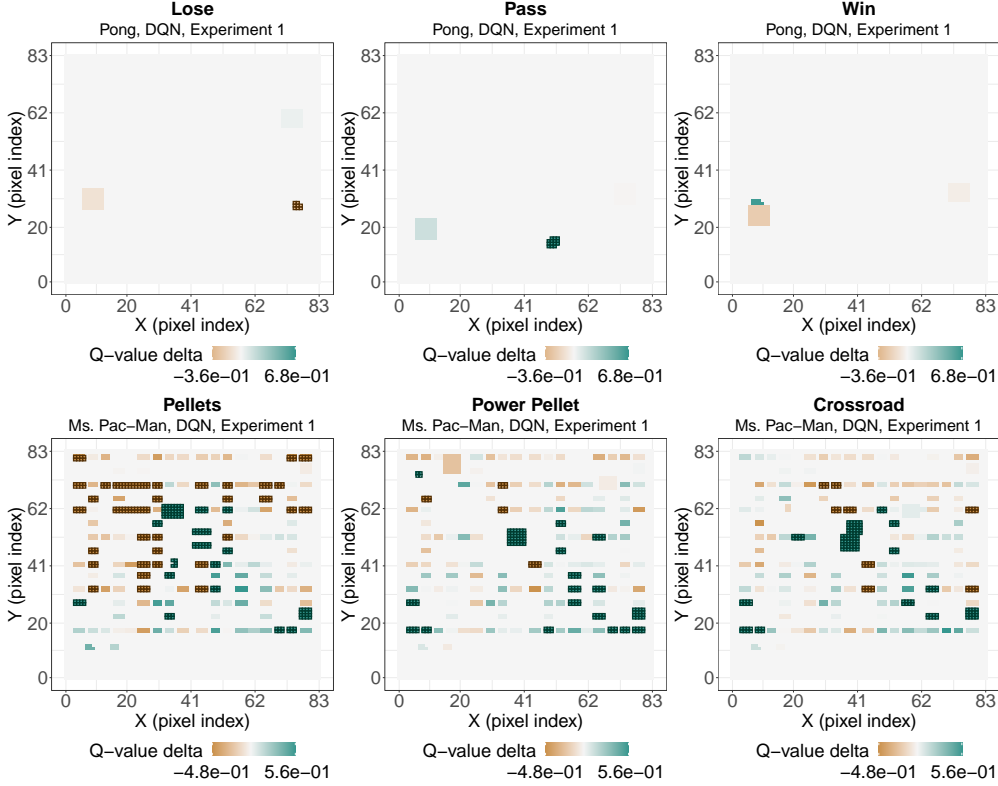 Lose
Pong, DQN, Experiment 1
Y (pixel index)
83
62
41
20
0
0 20 41 62 83
X (pixel index)
Q−value delta
−3.6e−01 6.8e−01
Pass
Pong, DQN, Experiment 1
Y (pixel index)
83
62
41
20
0
0 20 41 62 83
X (pixel index)
Q−value delta
−3.6e−01 6.8e−01
Win
Pong, DQN, Experiment 1
Y (pixel index)
83
62
41
20
0
0 20 41 62 83
X (pixel index)
Q−value delta
−3.6e−01 6.8e−01
Pellets
Ms. Pac−Man, DQN, Experiment 1
Y (pixel index)
83
62
41
20
0
0 20 41 62 83
X (pixel index)
Q−value delta
−4.8e−01 5.6e−01
Power Pellet
Ms. Pac−Man, DQN, Experiment 1
Y (pixel index)
83
62
41
20
0
0 20 41 62 83
X (pixel index)
Q−value delta
−4.8e−01 5.6e−01
Crossroad
Ms. Pac−Man, DQN, Experiment 1
Y (pixel index)
83
62
41
20
0
0 20 41 62 83
X (pixel index)
Q−value delta
−4.8e−01 5.6e−01